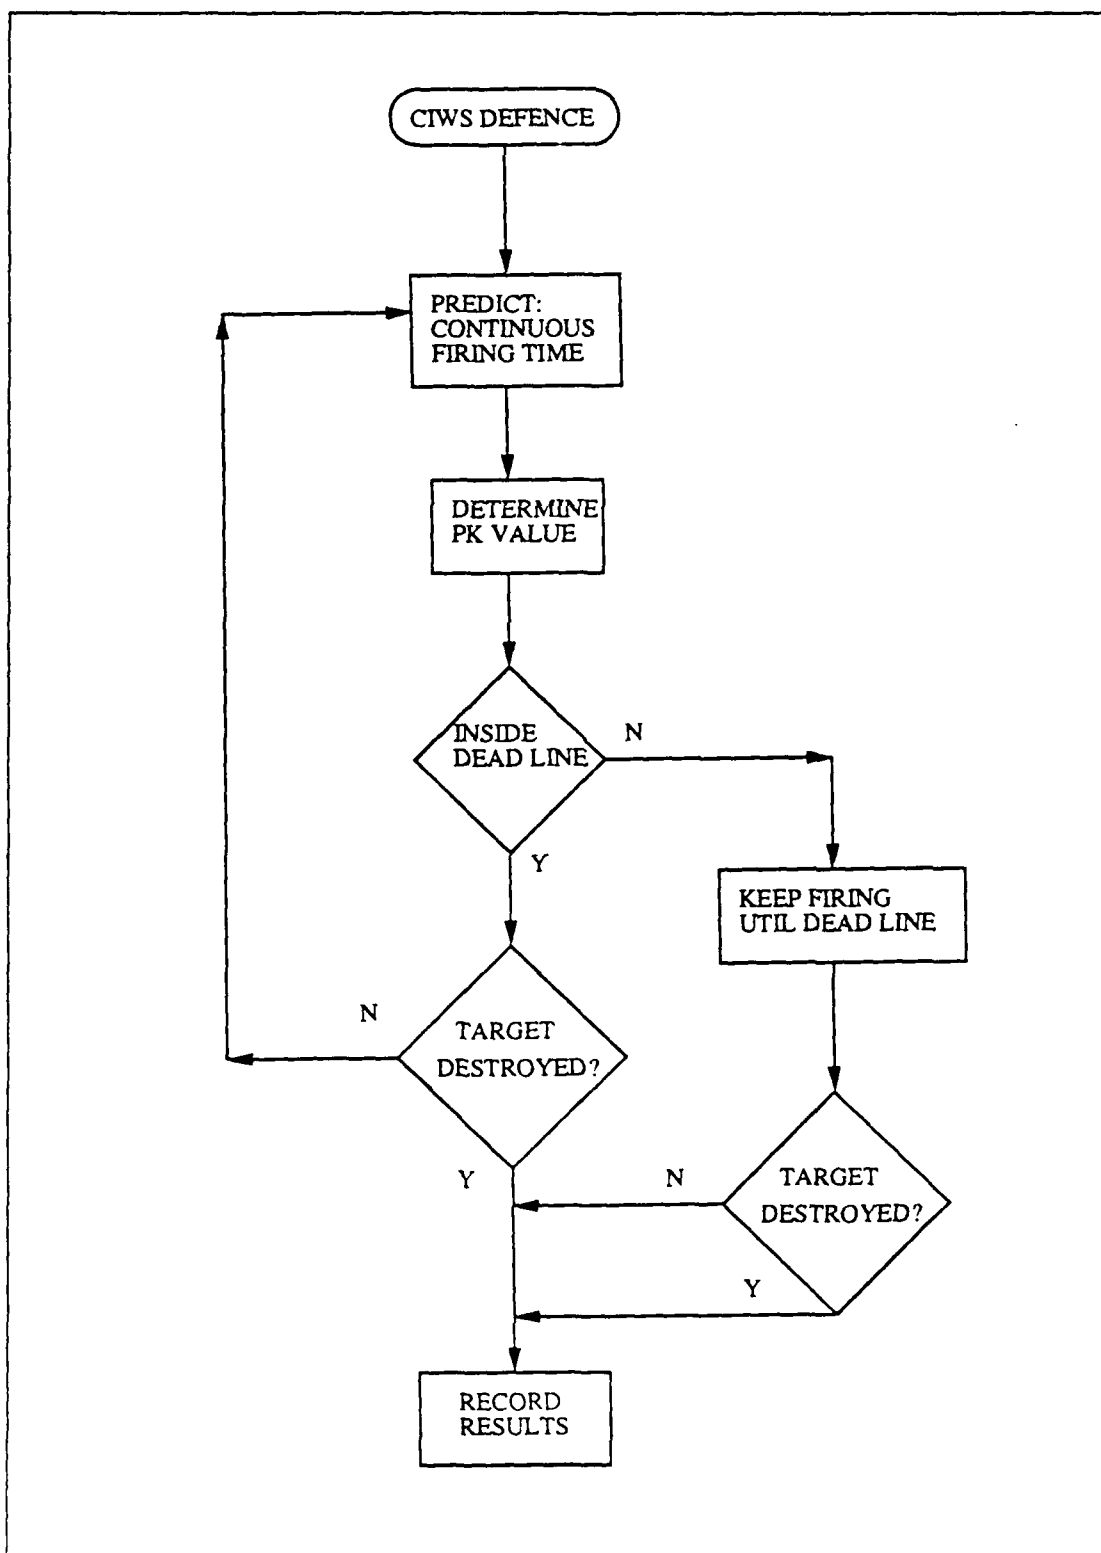 CIWS DEFENCE
PREDICT:
CONTINUOUS
FIRING TIME
DETERMINE
PK VALUE
INSIDE
DEAD LINE
N
Y
KEEP FIRING
UTIL DEAD LINE
N
TARGET
DESTROYED?
Y
N
TARGET
DESTROYED?
Y
RECORD
RESULTS